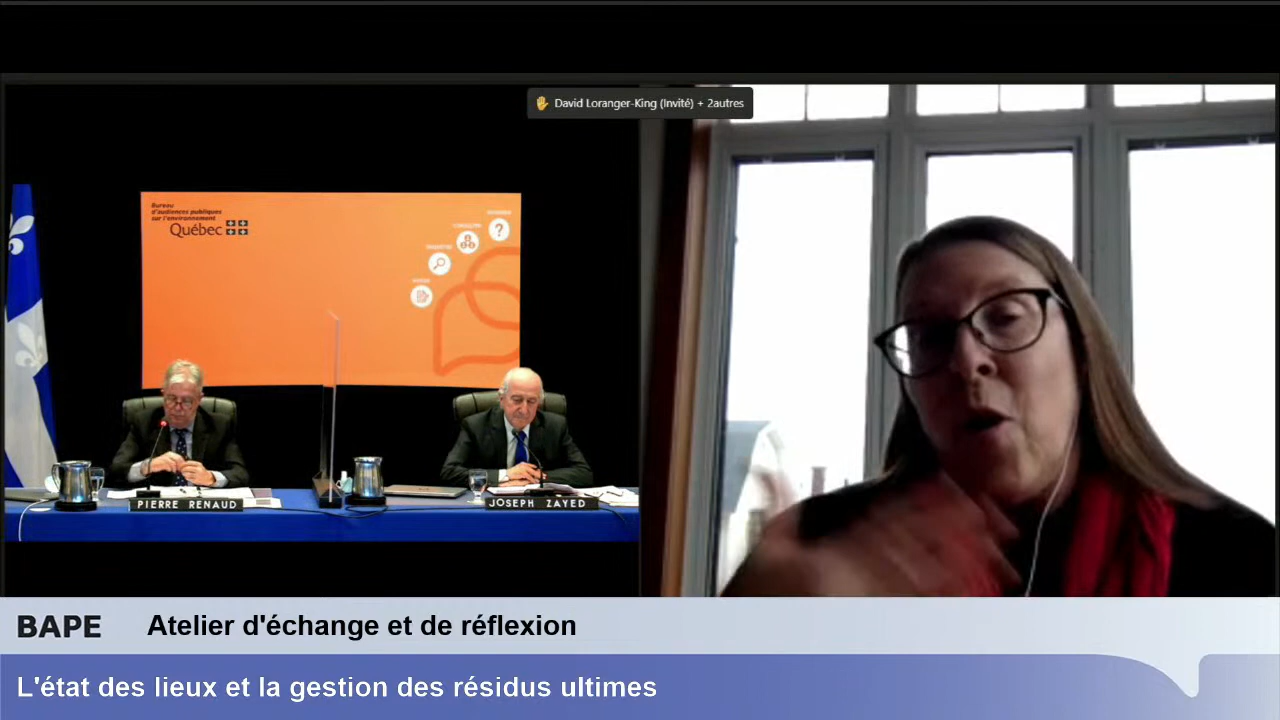 David Loranger-King (Invité) + 2autres
Bureau
d'audiences publiques
sur l'environnement
Québec
PIERRE RENAUD
JOSEPH ZAYED
BAPE
Atelier d'échange et de réflexion
L'état des lieux et la gestion des résidus ultimes